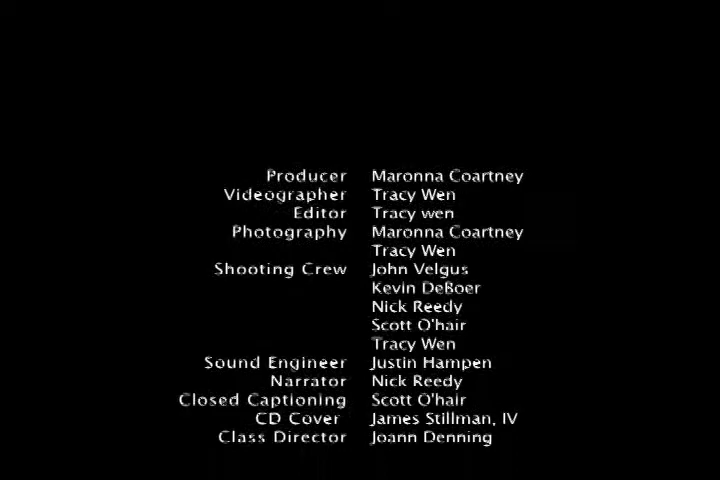 Producer Maronna Coartney
Videographer Tracy Wen
Editor Tracy wen
Photography Maronna Coartney
Tracy Wen
Shooting Crew John Velgus
Kevin DeBoer
Nick Reedy
Scott O'hair
Tracy Wen
Sound Engineer Justin Hampen
Narrator Nick Reedy
Closed Captioning Scott O'hair
CD Cover James Stillman, IV
Class Director Joann Denning